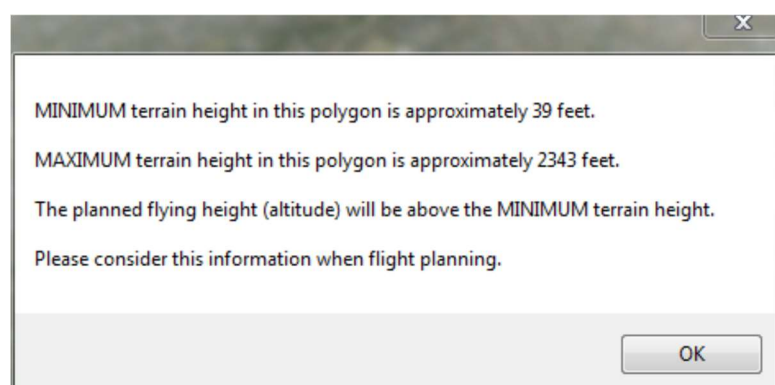 MINIMUM terrain height in this polygon is approximately 39 feet.
MAXIMUM terrain height in this polygon is approximately 2343 feet.
The planned flying height (altitude) will be above the MINIMUM terrain height.
Please consider this information when flight planning.
OK